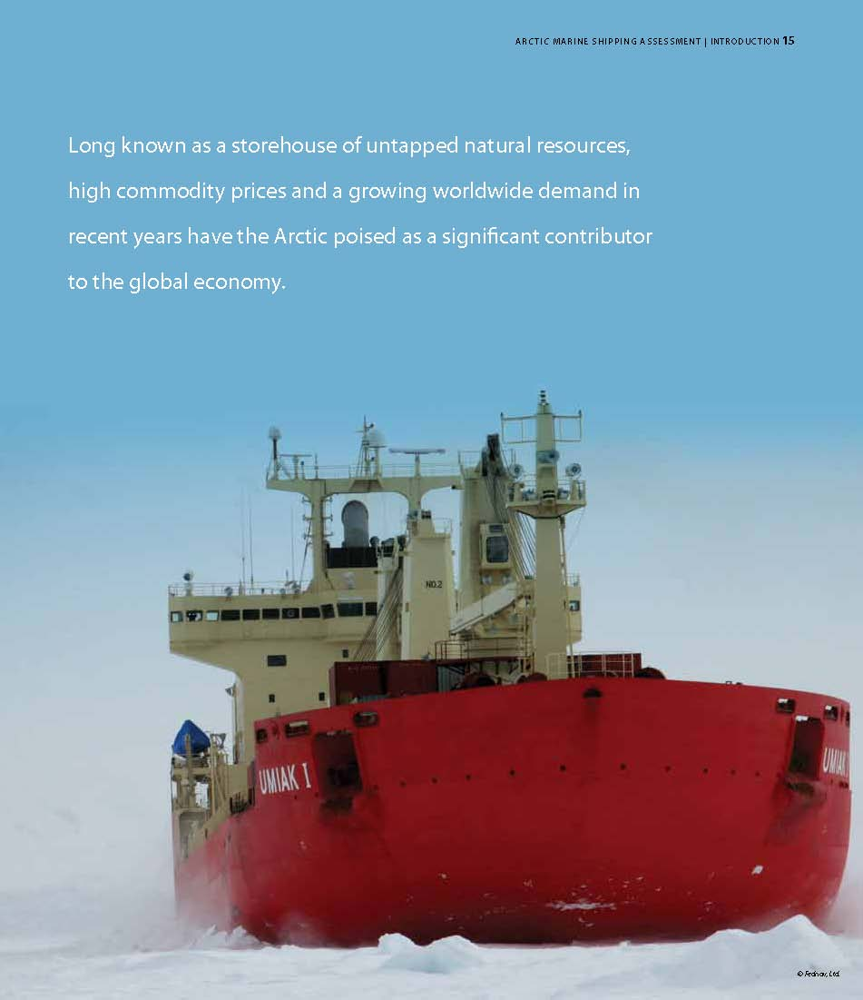 ARCTIC MARINE SHIPPING ASSESSMENT | INTRODUCTION 15
Long known as a storehouse of untapped natural resources,
high commodity prices and a growing worldwide demand in
recent years have the Arctic poised as a significant contributor
to the global economy.
NO.2
UMIAK I
UMIAK I
© Fednav, Ltd.